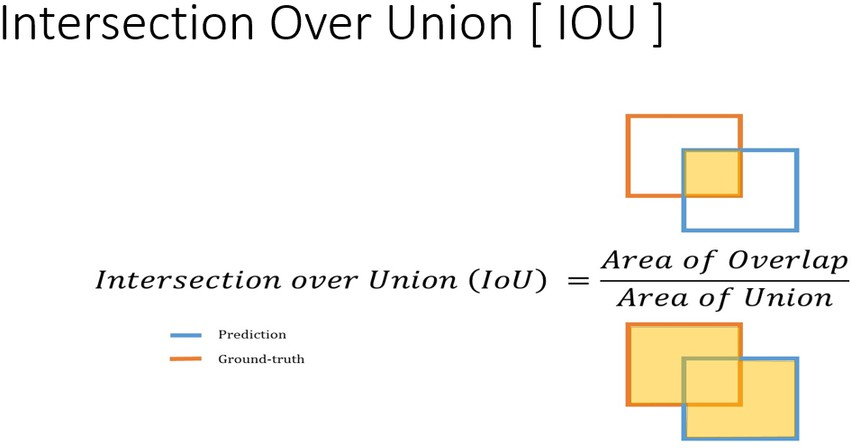 Intersection Over Union [ IOU ]
Intersection over Union (IoU) = Area of Overlap
Area of Union
Prediction
Ground-truth